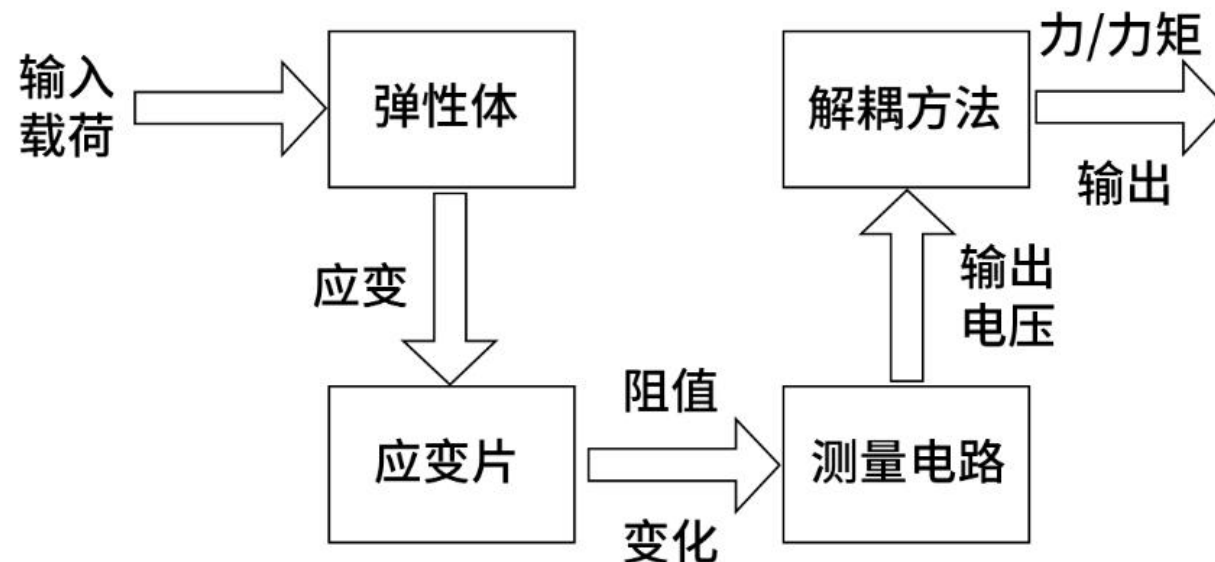 输入
载荷
弹性体
应变
应变片
阻值
变化
测量电路
输出
电压
解耦方法
力/力矩
输出